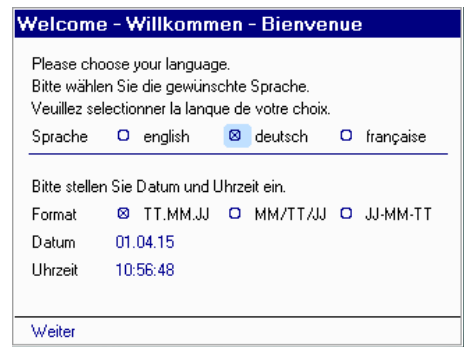 Welcome - Willkommen - Bienvenue
Please choose your language.
Bitte wählen Sie die gewünschte Sprache.
Veuillez selectionner la lanque de votre choix.
Sprache english deutsch française
Bitte stellen Sie Datum und Uhrzeit ein.
Format TT.MM.JJ MM/TT/JJ JJ-MM-TT
Datum 01.04.15
Uhrzeit 10:56:48
Weiter